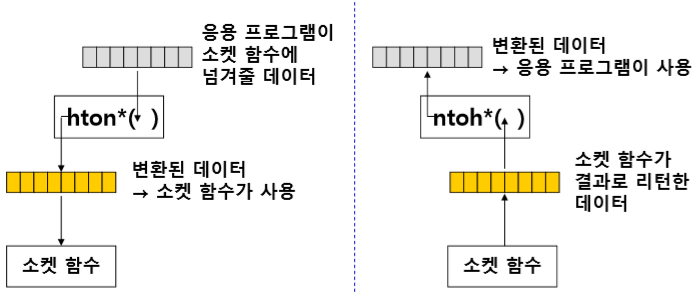 응용 프로그램이
소켓 함수에
넘겨줄 데이터
hton*( )
변환된 데이터
→ 소켓 함수가 사용
소켓 함수
변환된 데이터
→ 응용 프로그램이 사용
ntoh*( )
소켓 함수가
결과로 리턴한
데이터
소켓 함수